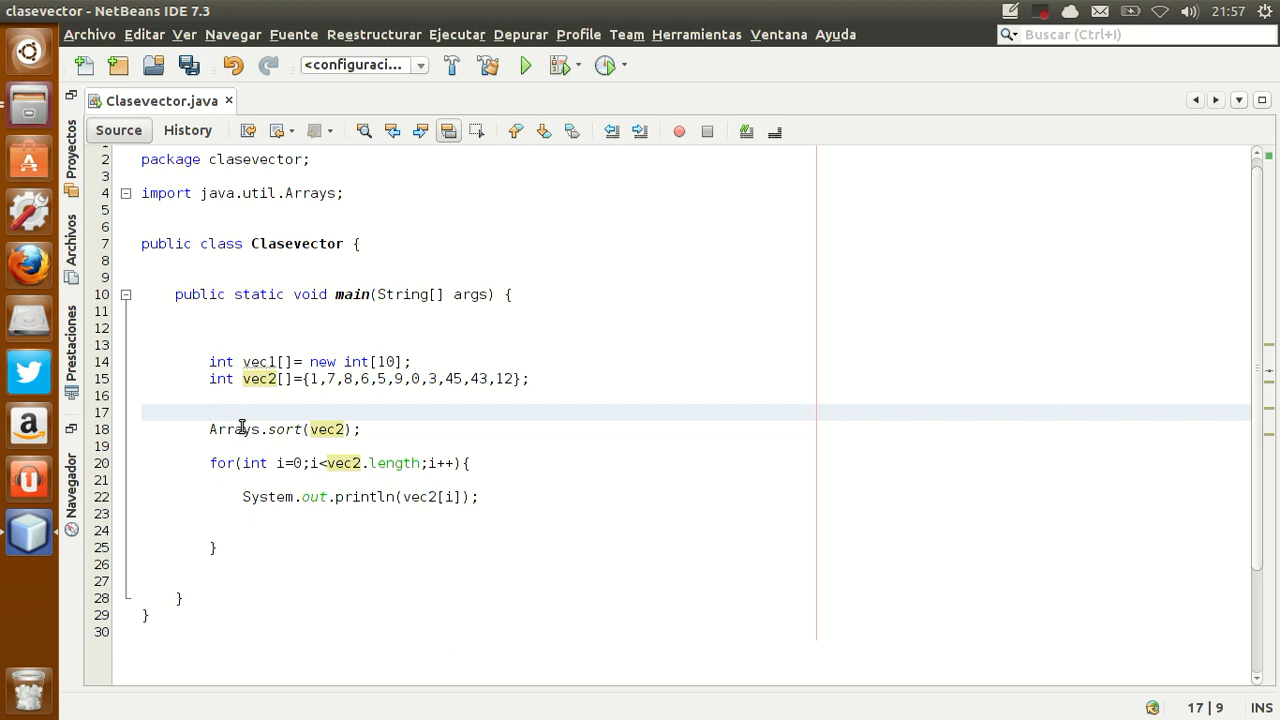 clasevector - NetBeans IDE 7.3
21:57
Archivo Editar Ver Navegar Fuente Reestructurar Ejecutar Depurar Profile Team Herramientas Ventana Ayuda
Buscar (Ctrl+I)
<configuraci...
Clasevector.java
Source History
Proyectos
Archivos
Prestaciones
Navegador
1
2 package clasevector;
3
4 import java.util.Arrays;
5
6
7 public class Clasevector {
8
9
10 public static void main(String[] args) {
11
12
13
14 int vec1[]= new int[10];
15 int vec2[]={1,7,8,6,5,9,0,3,45,43,12};
16
17
18 Arrays.sort(vec2);
19
20 for(int i=0;i<vec2.length;i++){
21
22 System.out.println(vec2[i]);
23
24
25 }
26
27
28 }
29 }
30
17 | 9 INS